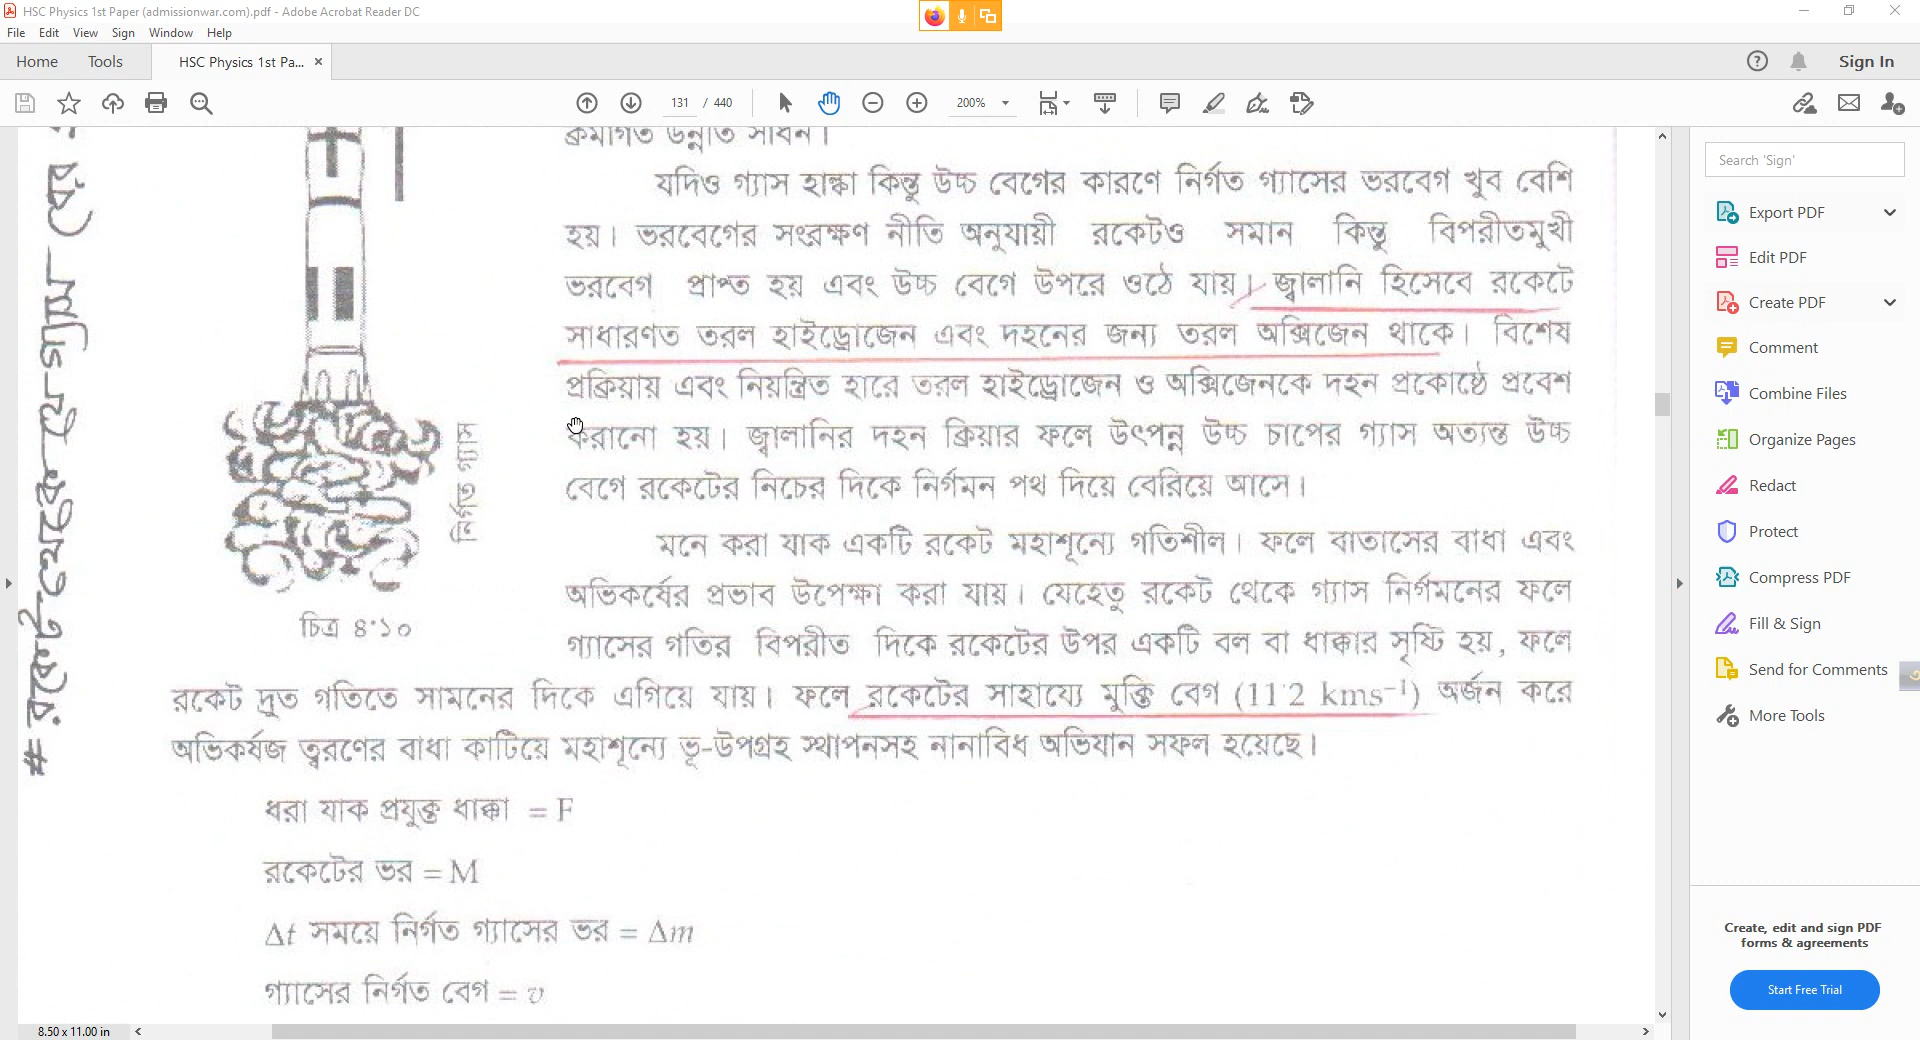 HSC Physics 1st Paper (admissionwar.com).pdf - Adobe Acrobat Reader DC
File Edit View Sign Window Help
Home Tools HSC Physics 1st Pa... ×
Sign In
131 / 440
200%
ক্রমাগত উন্নতি সাধন।
যদিও গ্যাস হাল্কা কিন্তু উচ্চ বেগের কারণে নির্গত গ্যাসের ভরবেগ খুব বেশি
হয়। ভরবেগের সংরক্ষণ নীতি অনুযায়ী রকেটও সমান কিন্তু বিপরীতমুখী
ভরবেগ প্রাপ্ত হয় এবং উচ্চ বেগে উপরে ওঠে যায়। জ্বালানি হিসেবে রকেটে
সাধারণত তরল হাইড্রোজেন এবং দহনের জন্য তরল অক্সিজেন থাকে। বিশেষ
প্রক্রিয়ায় এবং নিয়ন্ত্রিত হারে তরল হাইড্রোজেন ও অক্সিজেনকে দহন প্রকোষ্ঠে প্রবেশ
করানো হয়। জ্বালানির দহন ক্রিয়ার ফলে উৎপন্ন উচ্চ চাপের গ্যাস অত্যন্ত উচ্চ
বেগে রকেটের নিচের দিকে নির্গমন পথ দিয়ে বেরিয়ে আসে।
মনে করা যাক একটি রকেট মহাশূন্যে গতিশীল। ফলে বাতাসের বাধা এবং
অভিকর্ষের প্রভাব উপেক্ষা করা যায়। যেহেতু রকেট থেকে গ্যাস নির্গমনের ফলে
গ্যাসের গতির বিপরীত দিকে রকেটের উপর একটি বল বা ধাক্কার সৃষ্টি হয়, ফলে
রকেট দ্রুত গতিতে সামনের দিকে এগিয়ে যায়। ফলে রকেটের সাহায্যে মুক্তি বেগ (11·2 kms⁻¹) অর্জন করে
অভিকর্ষজ ত্বরণের বাধা কাটিয়ে মহাশূন্যে ভূ-উপগ্রহ স্থাপনসহ নানাবিধ অভিযান সফল হয়েছে।
ধরা যাক প্রযুক্ত ধাক্কা = F
রকেটের ভর = M
Δt সময়ে নির্গত গ্যাসের ভর = Δm
গ্যাসের নির্গত বেগ = v
নির্গত গ্যাস
চিত্র ৪·১০
# রকেট থেকে যে গ্যাস বের
8.50 x 11.00 in
Search 'Sign'
Export PDF
Edit PDF
Create PDF
Comment
Combine Files
Organize Pages
Redact
Protect
Compress PDF
Fill & Sign
Send for Comments
More Tools
Create, edit and sign PDF
forms & agreements
Start Free Trial